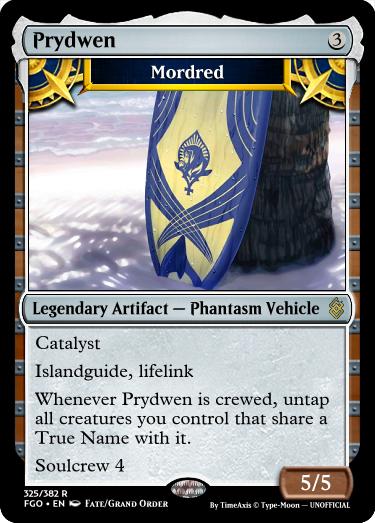 Prydwen
3
Mordred
Legendary Artifact — Phantasm Vehicle
Catalyst
Islandguide, lifelink
Whenever Prydwen is crewed, untap
all creatures you control that share a
True Name with it.
Soulcrew 4
5/5
325/382 R
FGO • EN Fate/Grand Order
By TimeAxis © Type-Moon — UNOFFICIAL